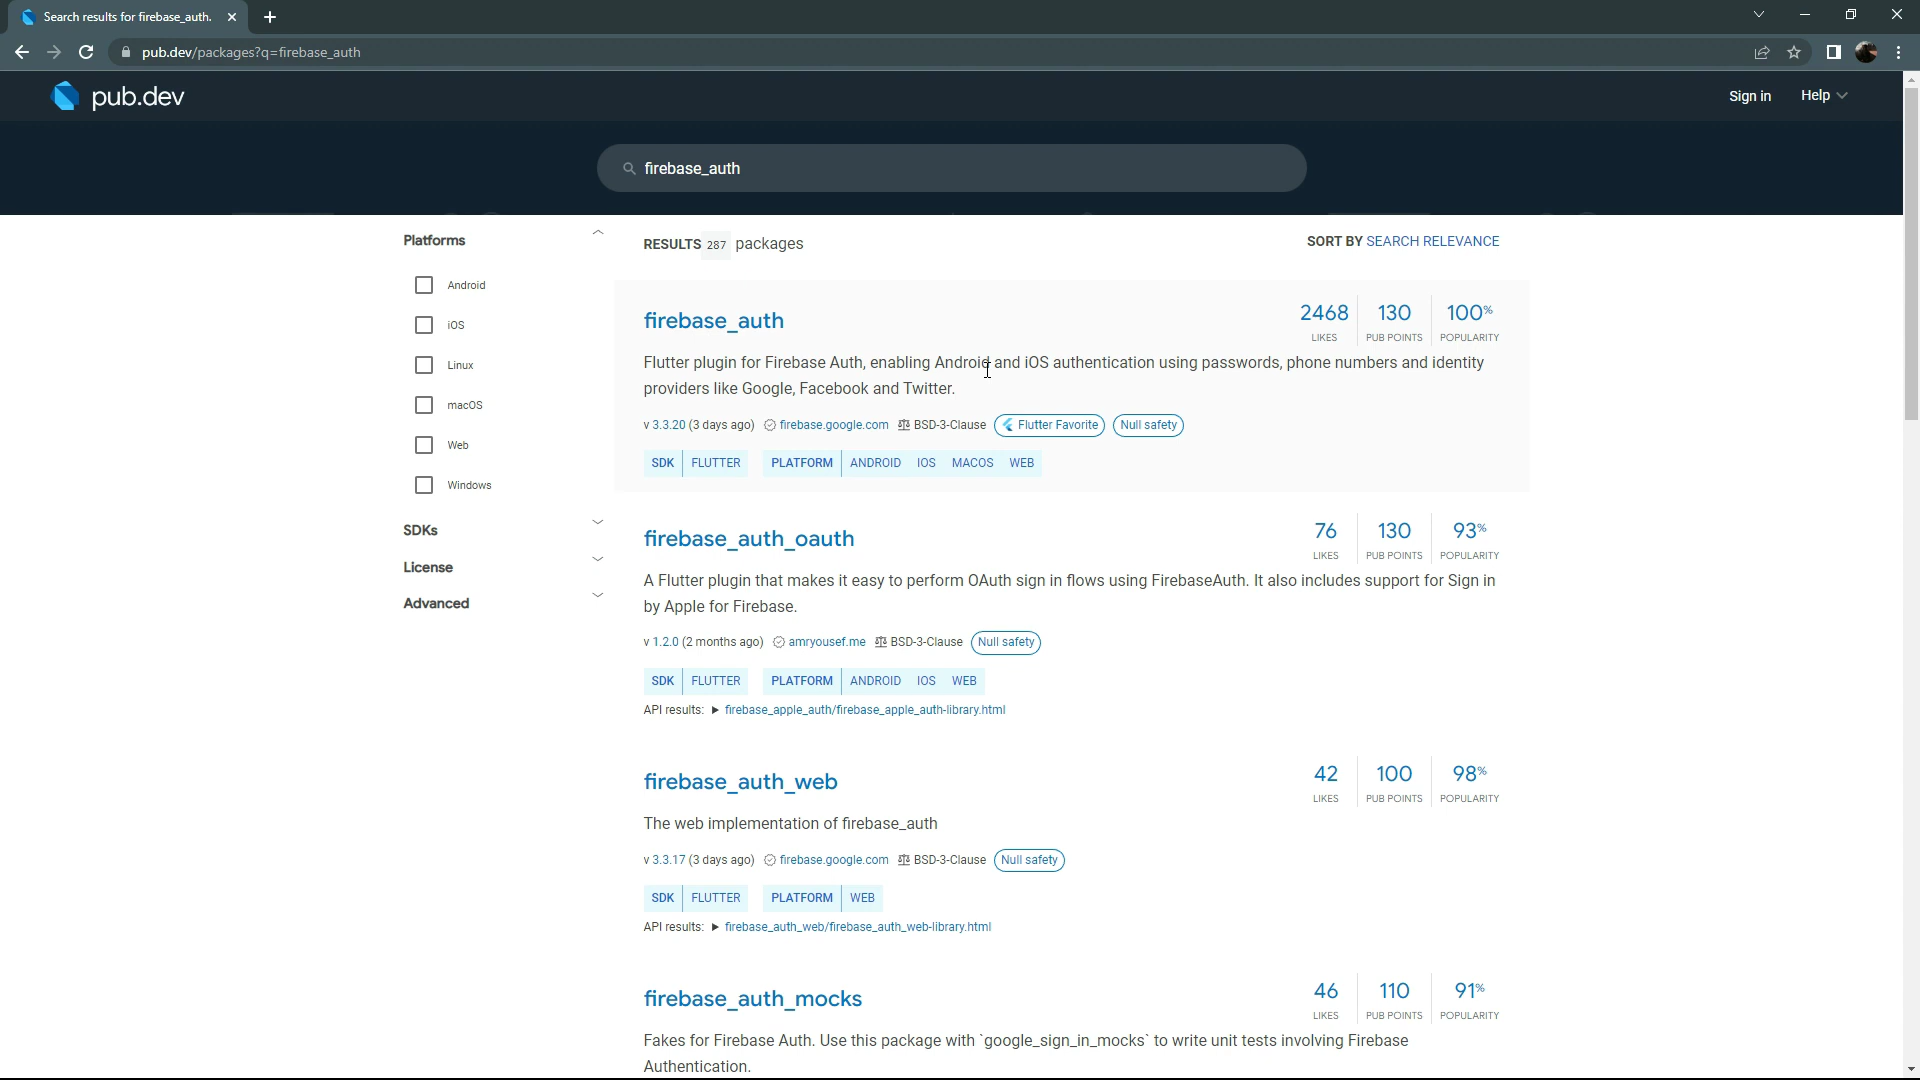 Search results for firebase_auth.
pub.dev/packages?q=firebase_auth
pub.dev
Sign in
Help
firebase_auth
Platforms
Android
iOS
Linux
macOS
Web
Windows
SDKs
License
Advanced
RESULTS 287 packages
SORT BY SEARCH RELEVANCE
firebase_auth
2468 130 100%
LIKES PUB POINTS POPULARITY
Flutter plugin for Firebase Auth, enabling Android and iOS authentication using passwords, phone numbers and identity
providers like Google, Facebook and Twitter.
v 3.3.20 (3 days ago) firebase.google.com BSD-3-Clause Flutter Favorite Null safety
SDK FLUTTER PLATFORM ANDROID IOS MACOS WEB
firebase_auth_oauth
76 130 93%
LIKES PUB POINTS POPULARITY
A Flutter plugin that makes it easy to perform OAuth sign in flows using FirebaseAuth. It also includes support for Sign in
by Apple for Firebase.
v 1.2.0 (2 months ago) amryousef.me BSD-3-Clause Null safety
SDK FLUTTER PLATFORM ANDROID IOS WEB
API results: ▶ firebase_apple_auth/firebase_apple_auth-library.html
firebase_auth_web
42 100 98%
LIKES PUB POINTS POPULARITY
The web implementation of firebase_auth
v 3.3.17 (3 days ago) firebase.google.com BSD-3-Clause Null safety
SDK FLUTTER PLATFORM WEB
API results: ▶ firebase_auth_web/firebase_auth_web-library.html
firebase_auth_mocks
46 110 91%
LIKES PUB POINTS POPULARITY
Fakes for Firebase Auth. Use this package with `google_sign_in_mocks` to write unit tests involving Firebase
Authentication.